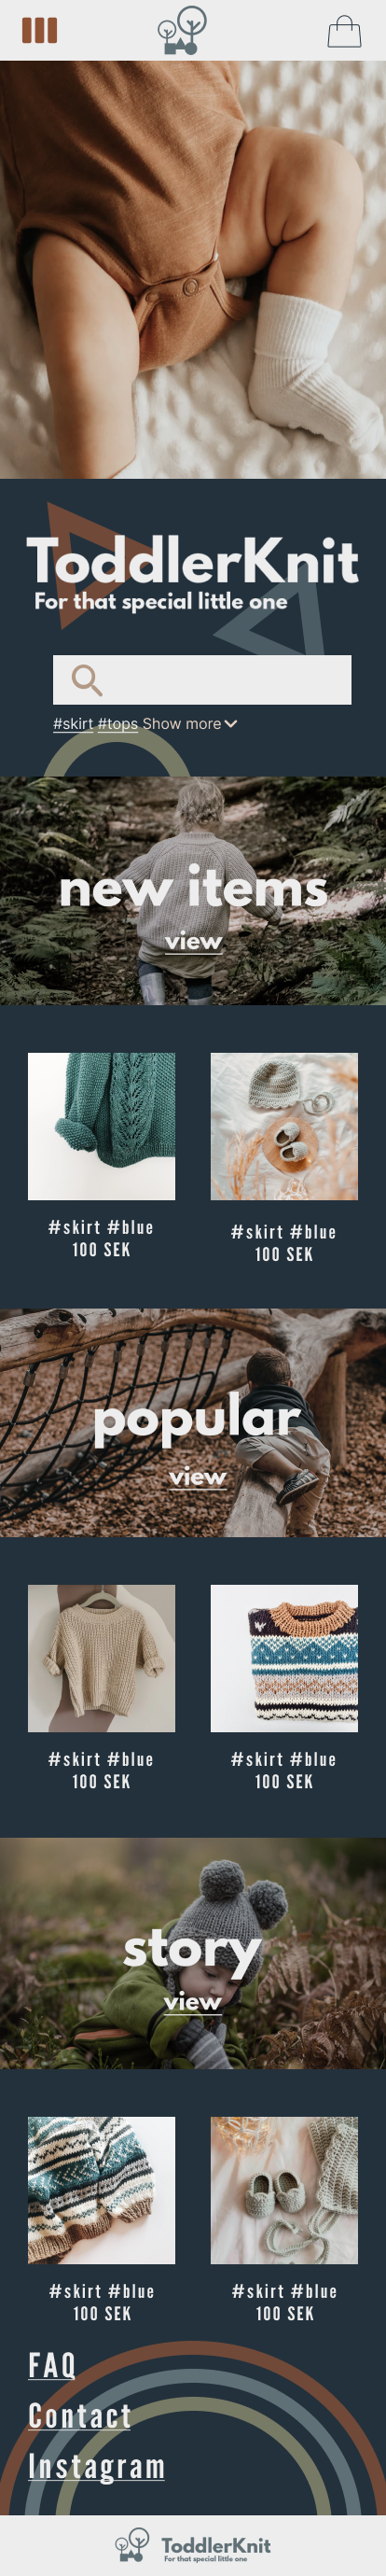 ToddlerKnit
For that special little one
#skirt #tops Show more
new items
view
#skirt #blue
100 SEK
#skirt #blue
100 SEK
popular
view
#skirt #blue
100 SEK
#skirt #blue
100 SEK
story
view
#skirt #blue
100 SEK
#skirt #blue
100 SEK
FAQ
Contact
Instagram
ToddlerKnit
For that special little one